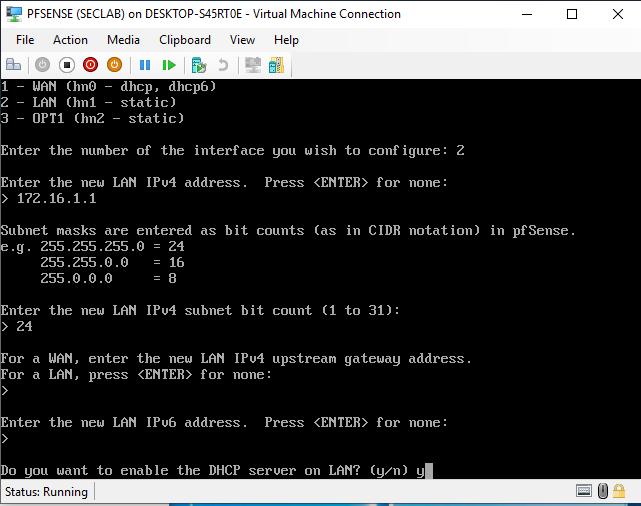 PFSENSE (SECLAB) on DESKTOP-S45RT0E - Virtual Machine Connection
File Action Media Clipboard View Help
1 - WAN (hn0 - dhcp, dhcp6)
2 - LAN (hn1 - static)
3 - OPT1 (hn2 - static)
Enter the number of the interface you wish to configure: 2
Enter the new LAN IPv4 address.  Press <ENTER> for none:
> 172.16.1.1
Subnet masks are entered as bit counts (as in CIDR notation) in pfSense.
e.g. 255.255.255.0 = 24
     255.255.0.0   = 16
     255.0.0.0     = 8
Enter the new LAN IPv4 subnet bit count (1 to 31):
> 24
For a WAN, enter the new LAN IPv4 upstream gateway address.
For a LAN, press <ENTER> for none:
>
Enter the new LAN IPv6 address.  Press <ENTER> for none:
>
Do you want to enable the DHCP server on LAN? (y/n) y
Status: Running